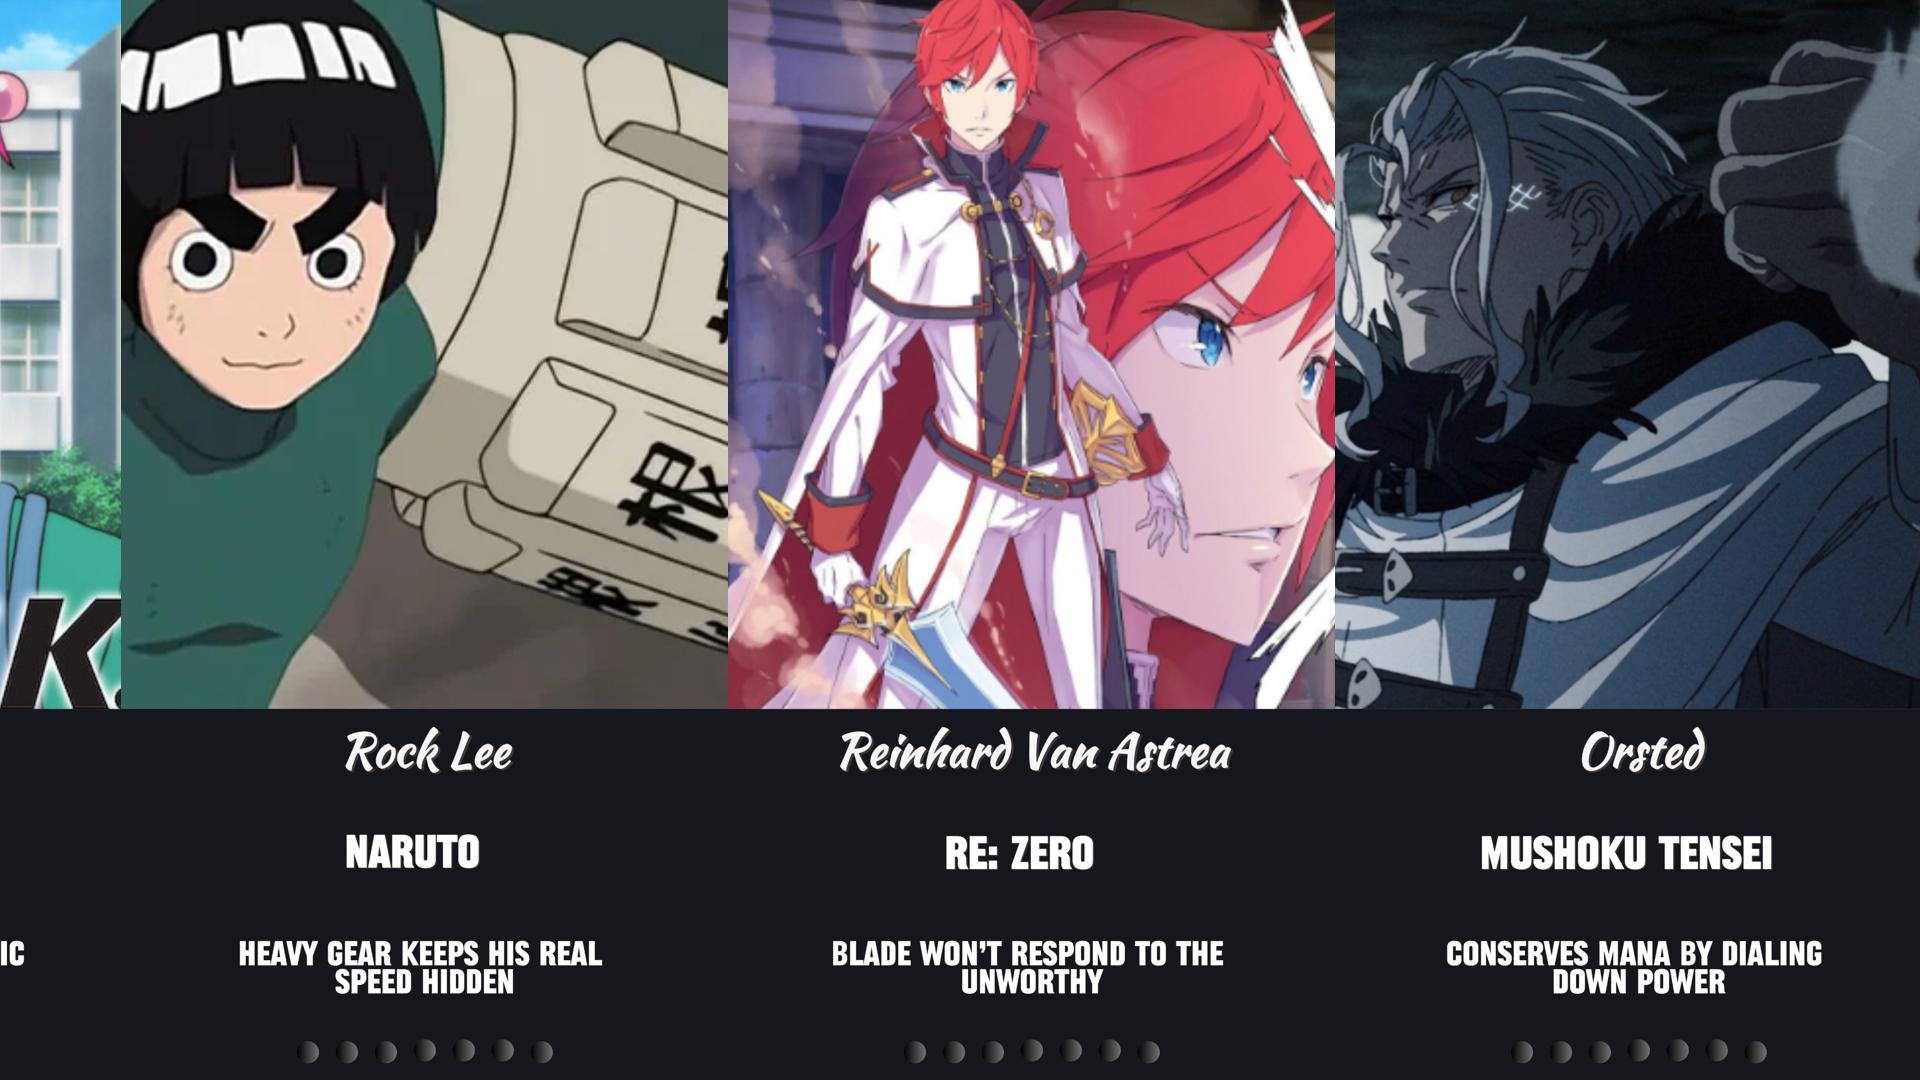 K.
根
IC
Rock Lee
NARUTO
HEAVY GEAR KEEPS HIS REAL
SPEED HIDDEN
Reinhard Van Astrea
RE: ZERO
BLADE WON'T RESPOND TO THE
UNWORTHY
Orsted
MUSHOKU TENSEI
CONSERVES MANA BY DIALING
DOWN POWER